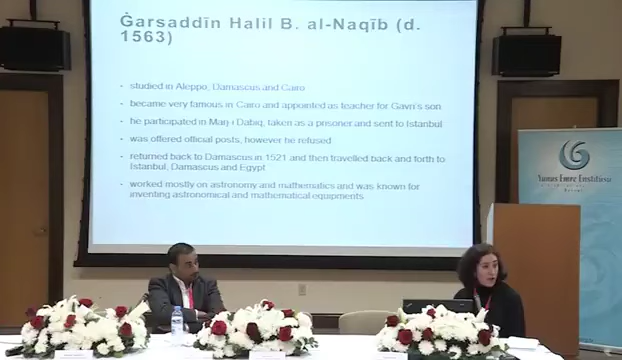 Ġarsaddīn Halil B. al-Naqīb (d.
1563)
- studied in Aleppo, Damascus and Cairo
- became very famous in Cairo and appointed as teacher for Gavri's son
- he participated in Marj-i Dabiq, taken as a prisoner and sent to Istanbul
- was offered official posts, however he refused
- returned back to Damascus in 1521 and then travelled back and forth to
Istanbul, Damascus and Egypt
- worked mostly on astronomy and mathematics and was known for
inventing astronomical and mathematical equipments
Yunus Emre Enstitüsü